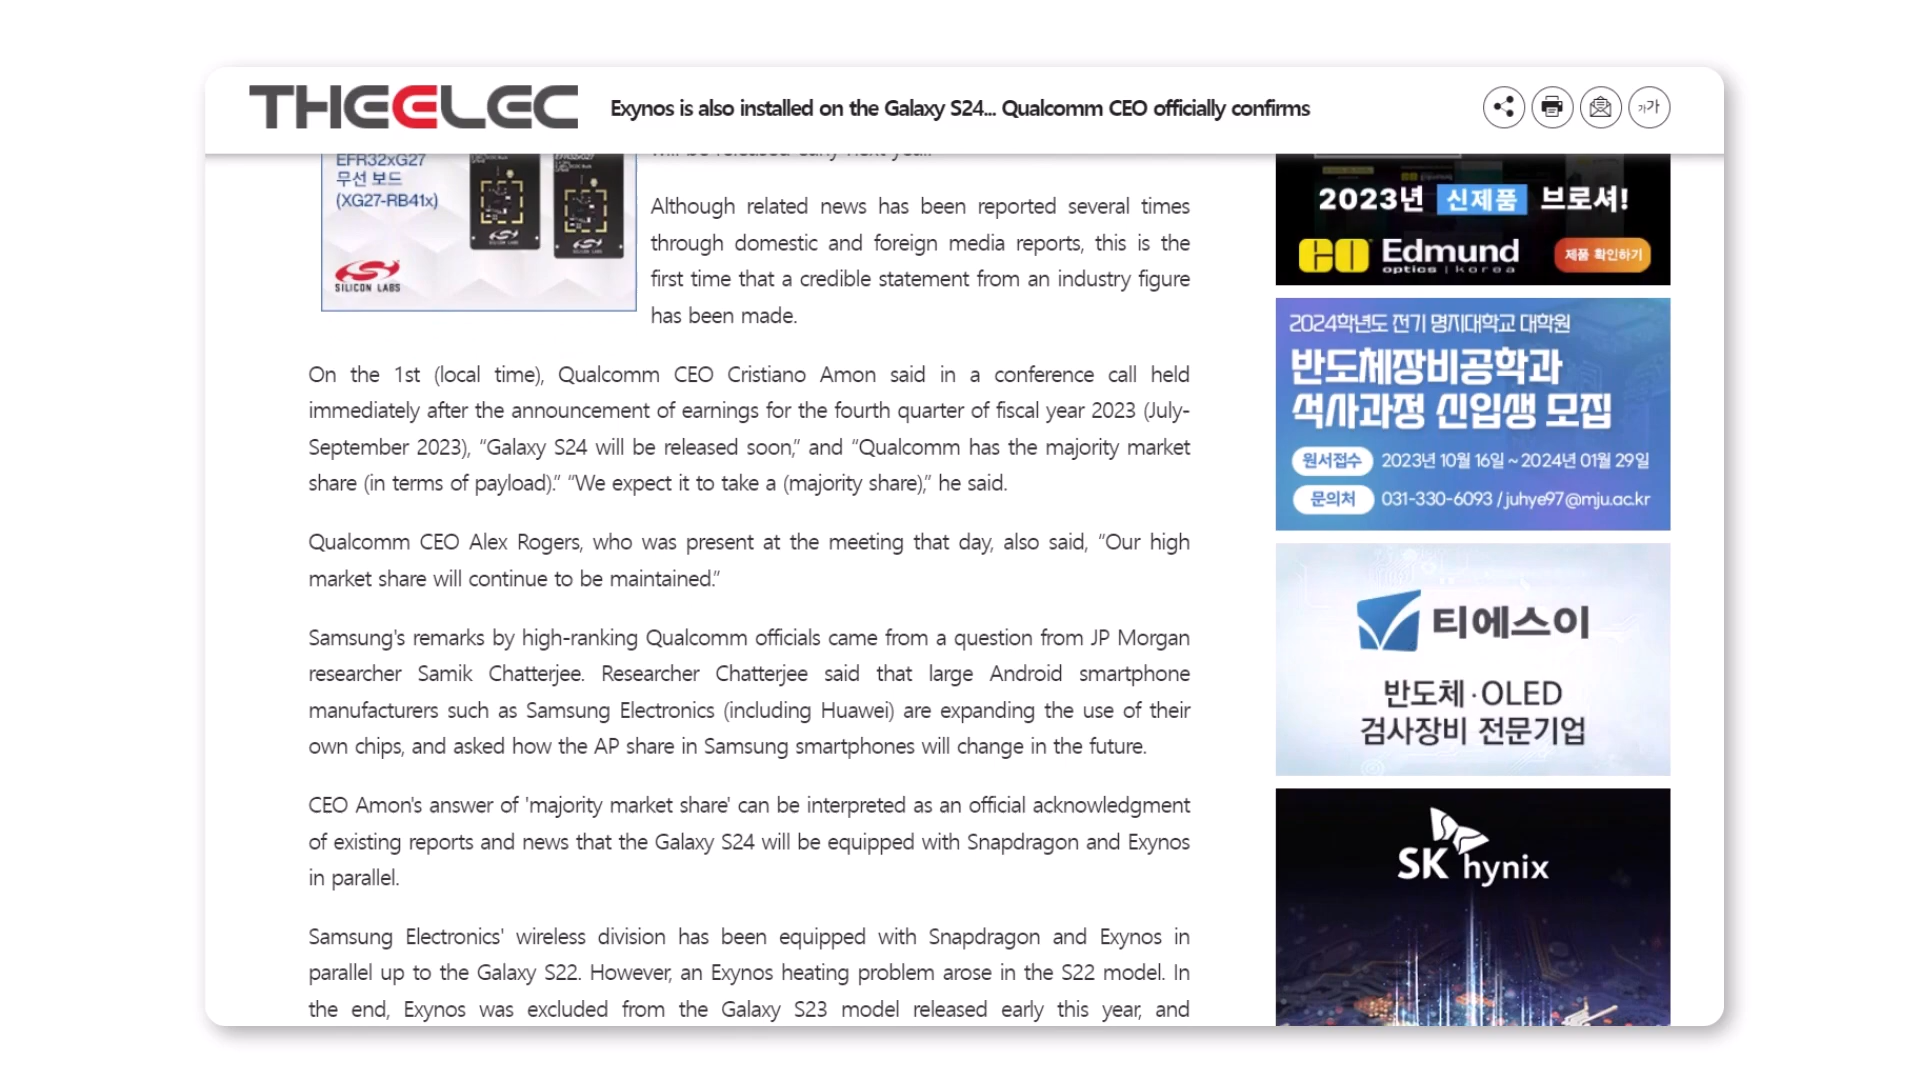 THEELEC
Exynos is also installed on the Galaxy S24... Qualcomm CEO officially confirms
가가
EFR32xG27
무선 보드
(XG27-RB41x)
SILICON LABS
will be released early next year.
Although related news has been reported several times
through domestic and foreign media reports, this is the
first time that a credible statement from an industry figure
has been made.
On the 1st (local time), Qualcomm CEO Cristiano Amon said in a conference call held
immediately after the announcement of earnings for the fourth quarter of fiscal year 2023 (July-
September 2023), “Galaxy S24 will be released soon,” and “Qualcomm has the majority market
share (in terms of payload).” “We expect it to take a (majority share),” he said.
Qualcomm CEO Alex Rogers, who was present at the meeting that day, also said, “Our high
market share will continue to be maintained.”
Samsung's remarks by high-ranking Qualcomm officials came from a question from JP Morgan
researcher Samik Chatterjee. Researcher Chatterjee said that large Android smartphone
manufacturers such as Samsung Electronics (including Huawei) are expanding the use of their
own chips, and asked how the AP share in Samsung smartphones will change in the future.
CEO Amon's answer of 'majority market share' can be interpreted as an official acknowledgment
of existing reports and news that the Galaxy S24 will be equipped with Snapdragon and Exynos
in parallel.
Samsung Electronics' wireless division has been equipped with Snapdragon and Exynos in
parallel up to the Galaxy S22. However, an Exynos heating problem arose in the S22 model. In
the end, Exynos was excluded from the Galaxy S23 model released early this year, and
2023년 신제품 브로셔!
EO Edmund
optics | korea
제품 확인하기
2024학년도 전기 명지대학교 대학원
반도체장비공학과
석사과정 신입생 모집
원서접수 2023년 10월 16일 ~ 2024년 01월 29일
문의처 031-330-6093 / juhye97@mju.ac.kr
티에스이
반도체 · OLED
검사장비 전문기업
SK hynix